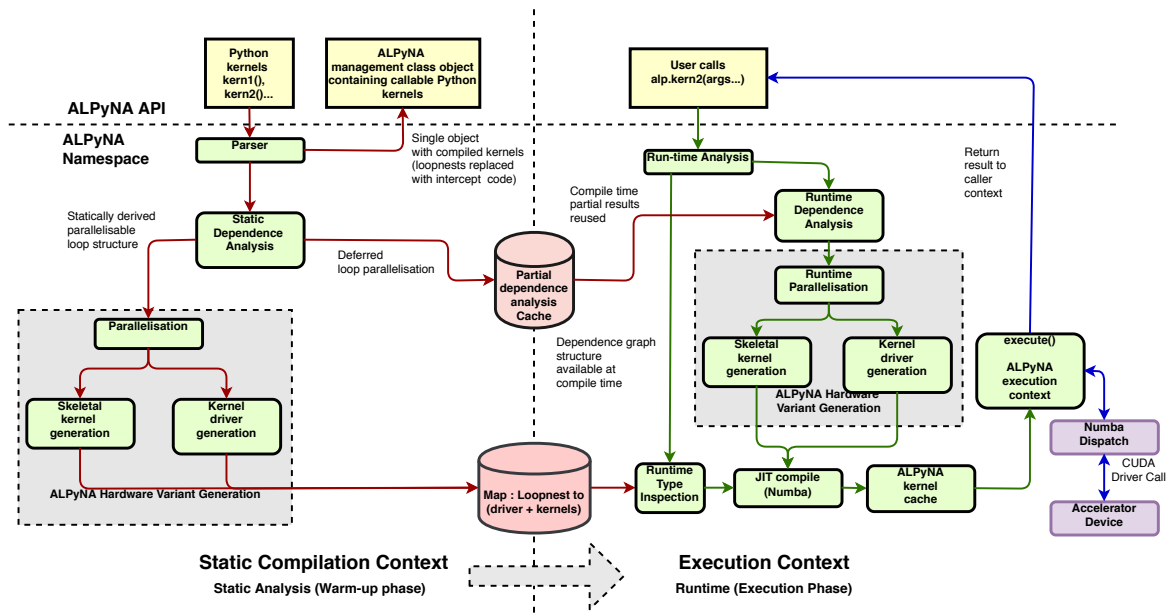 Python
kernels
kern1(),
kern2()...
ALPyNA
management class object
containing callable Python
kernels
User calls
alp.kern2(args...)
ALPyNA API
ALPyNA
Namespace
Parser
Single object
with compiled kernels
(loopnests replaced
with intercept code)
Run-time Analysis
Return
result to
caller
context
Statically derived
parallelisable
loop structure
Static
Dependence
Analysis
Compile time
partial results
reused
Runtime
Dependence
Analysis
Deferred
loop parallelisation
Partial
dependence
analysis
Cache
Runtime
Parallelisation
Parallelisation
Dependence graph
structure
available at
compile time
Skeletal
kernel
generation
Kernel
driver
generation
ALPyNA Hardware
Variant Generation
execute()
ALPyNA
execution
context
Skeletal
kernel
generation
Kernel
driver
generation
Numba
Dispatch
CUDA
Driver Call
ALPyNA Hardware Variant Generation
Map : Loopnest to
(driver + kernels)
Runtime
Type
Inspection
JIT compile
(Numba)
ALPyNA
kernel
cache
Accelerator
Device
Static Compilation Context
Static Analysis (Warm-up phase)
Execution Context
Runtime (Execution Phase)